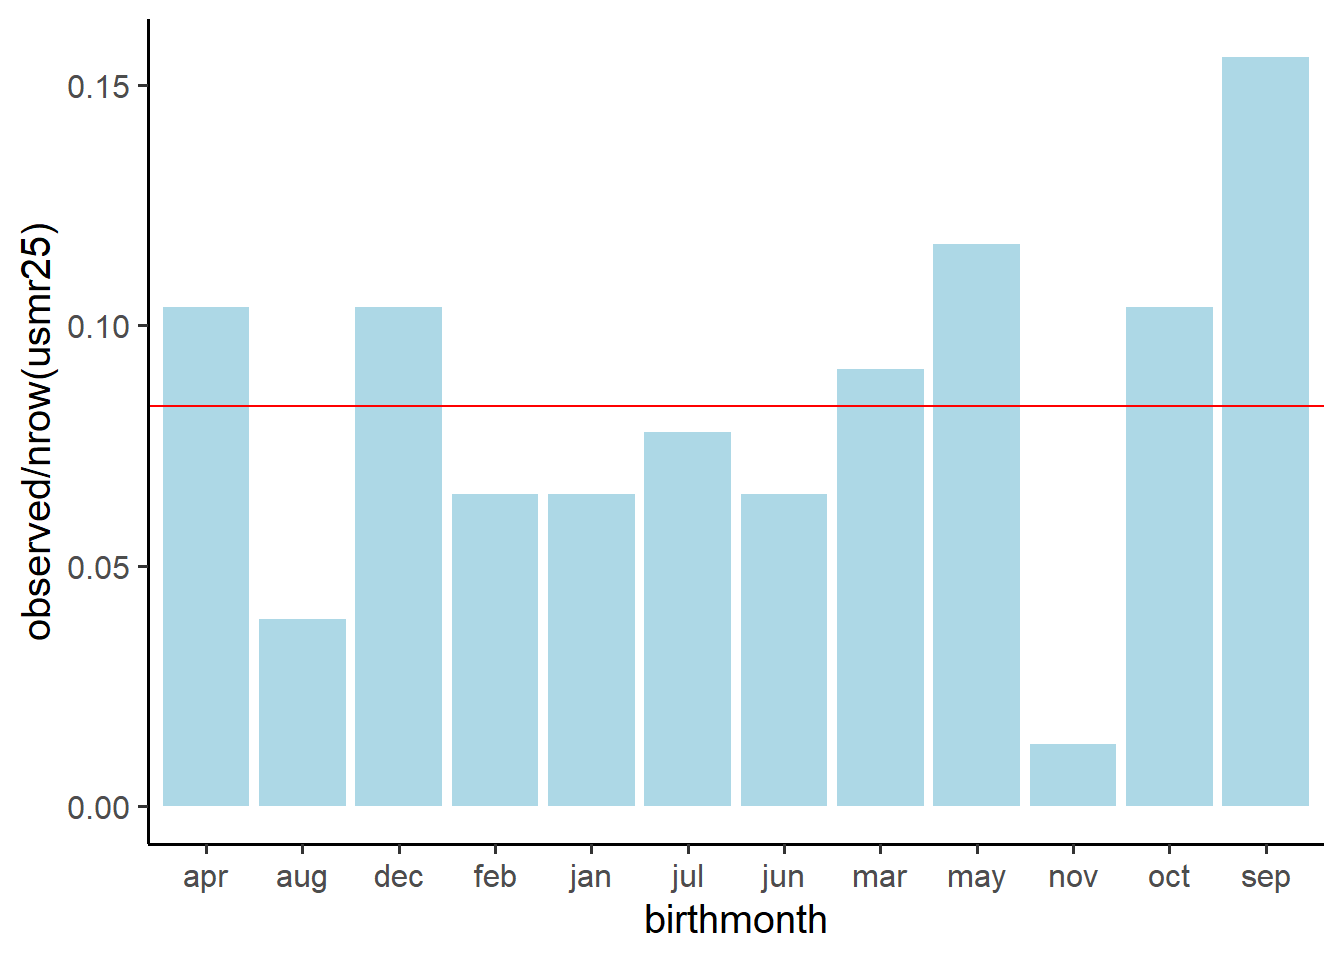 observed/nrow(usmr25)
0.15
0.10
0.05
0.00
apr aug dec feb jan jul jun mar may nov oct sep
birthmonth